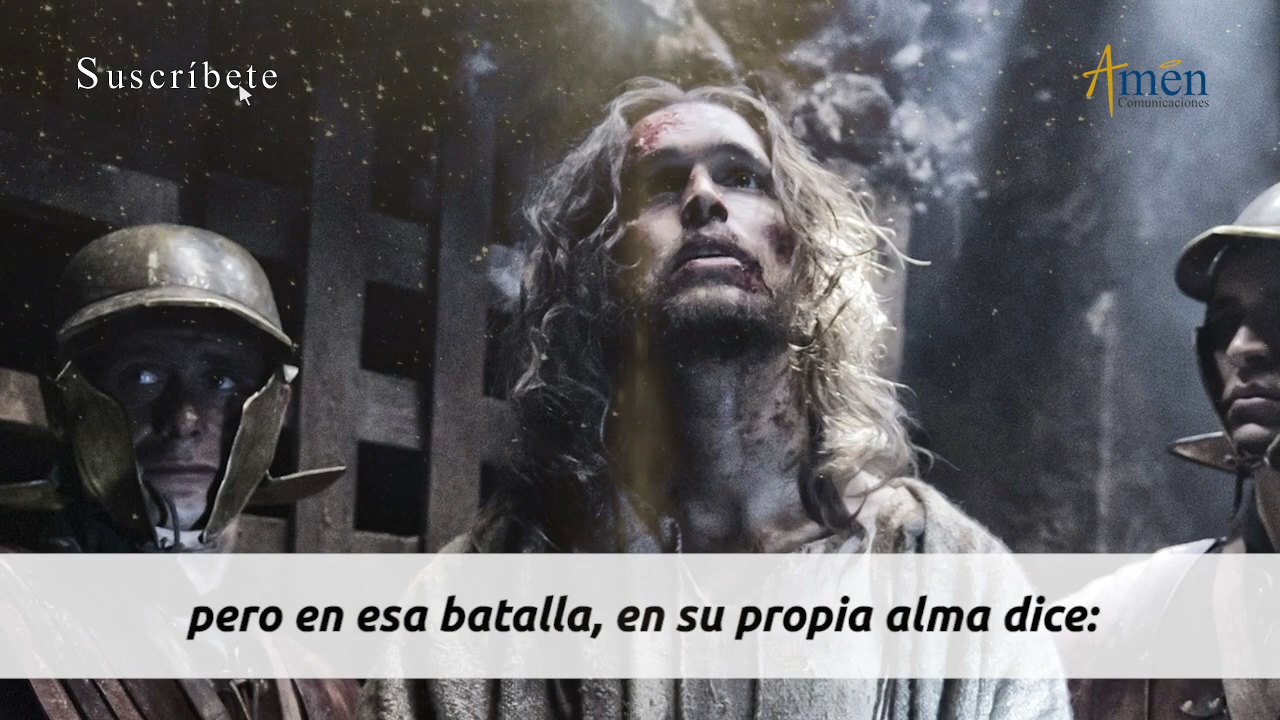 Suscríbete
Amén
Comunicaciones
pero en esa batalla, en su propia alma dice: